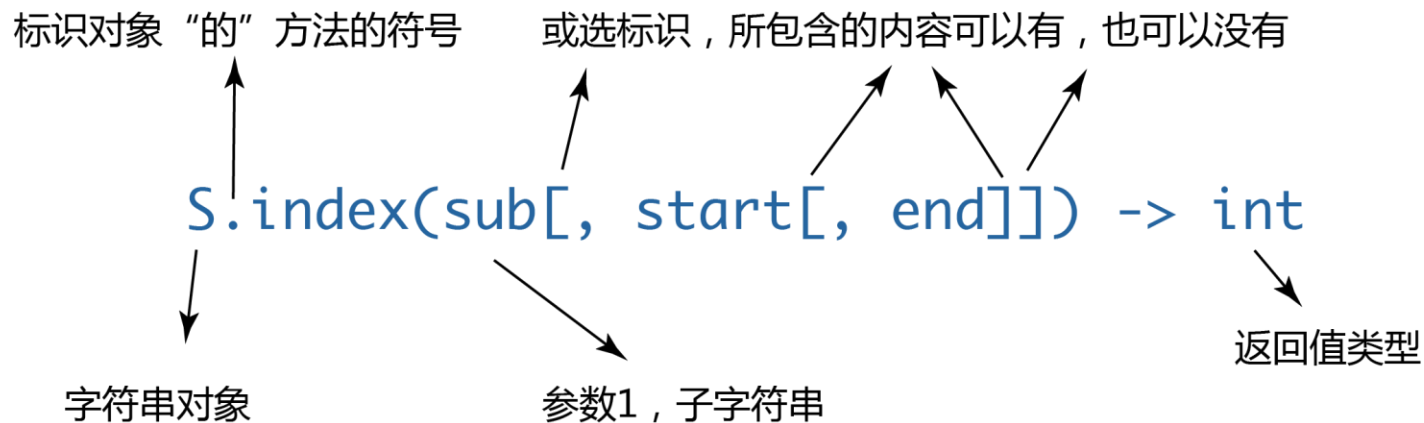 标识对象“的”方法的符号
或选标识，所包含的内容可以有，也可以没有
S.index(sub[, start[, end]]) -> int
返回值类型
字符串对象
参数1，子字符串